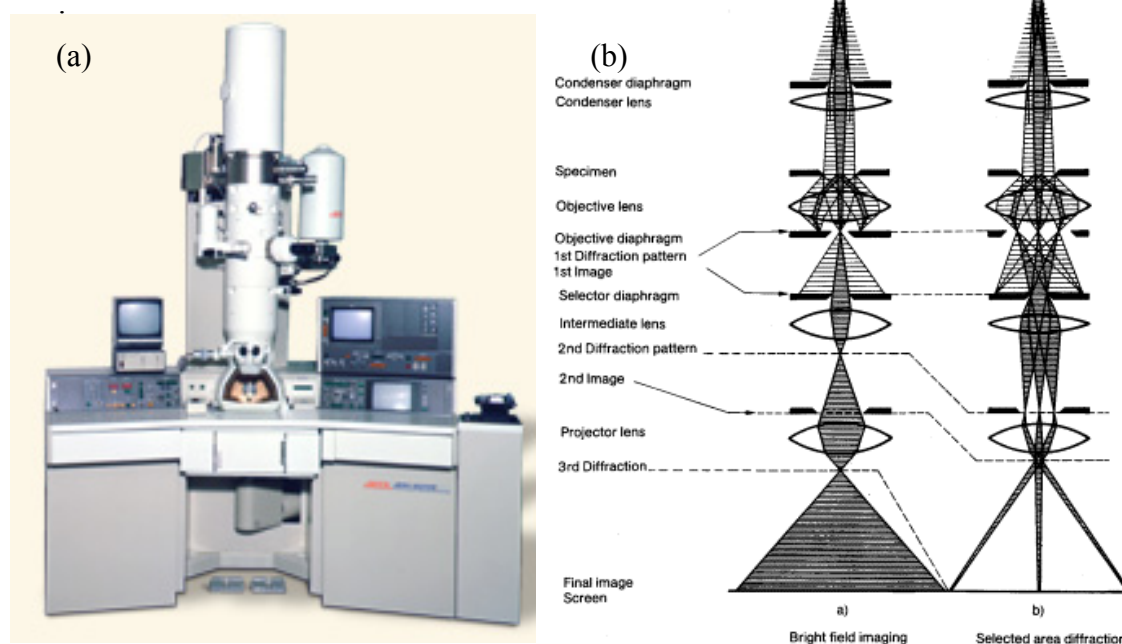 (a)
(b)
Condenser diaphragm
Condenser lens
Specimen
Objective lens
Objective diaphragm
1st Diffraction pattern
1st Image
Selector diaphragm
Intermediate lens
2nd Diffraction pattern
2nd Image
Projector lens
3rd Diffraction
Final image
Screen
a)
b)
Bright field imaging
Selected area diffraction